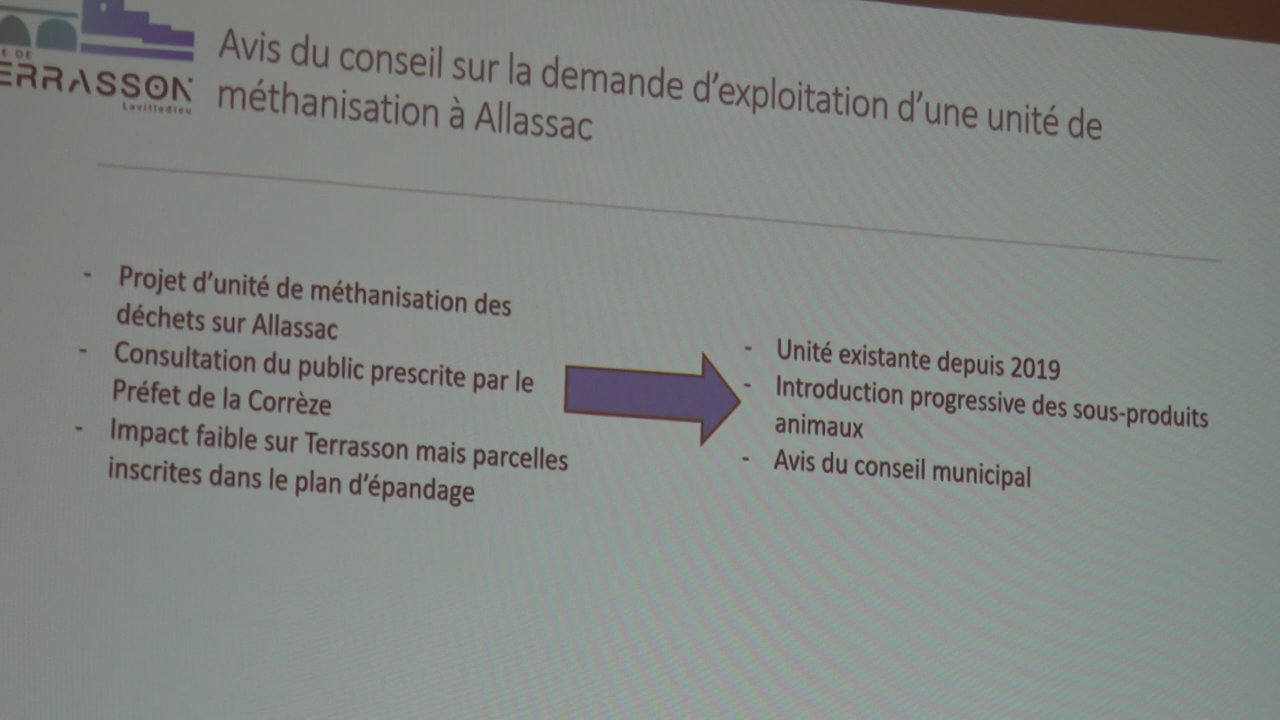 ERRASSON
Lavilledieu
Avis du conseil sur la demande d'exploitation d'une unité de
méthanisation à Allassac
- Projet d'unité de méthanisation des
déchets sur Allassac
- Consultation du public prescrite par le
Préfet de la Corrèze
- Impact faible sur Terrasson mais parcelles
inscrites dans le plan d'épandage
- Unité existante depuis 2019
- Introduction progressive des sous-produits
animaux
- Avis du conseil municipal